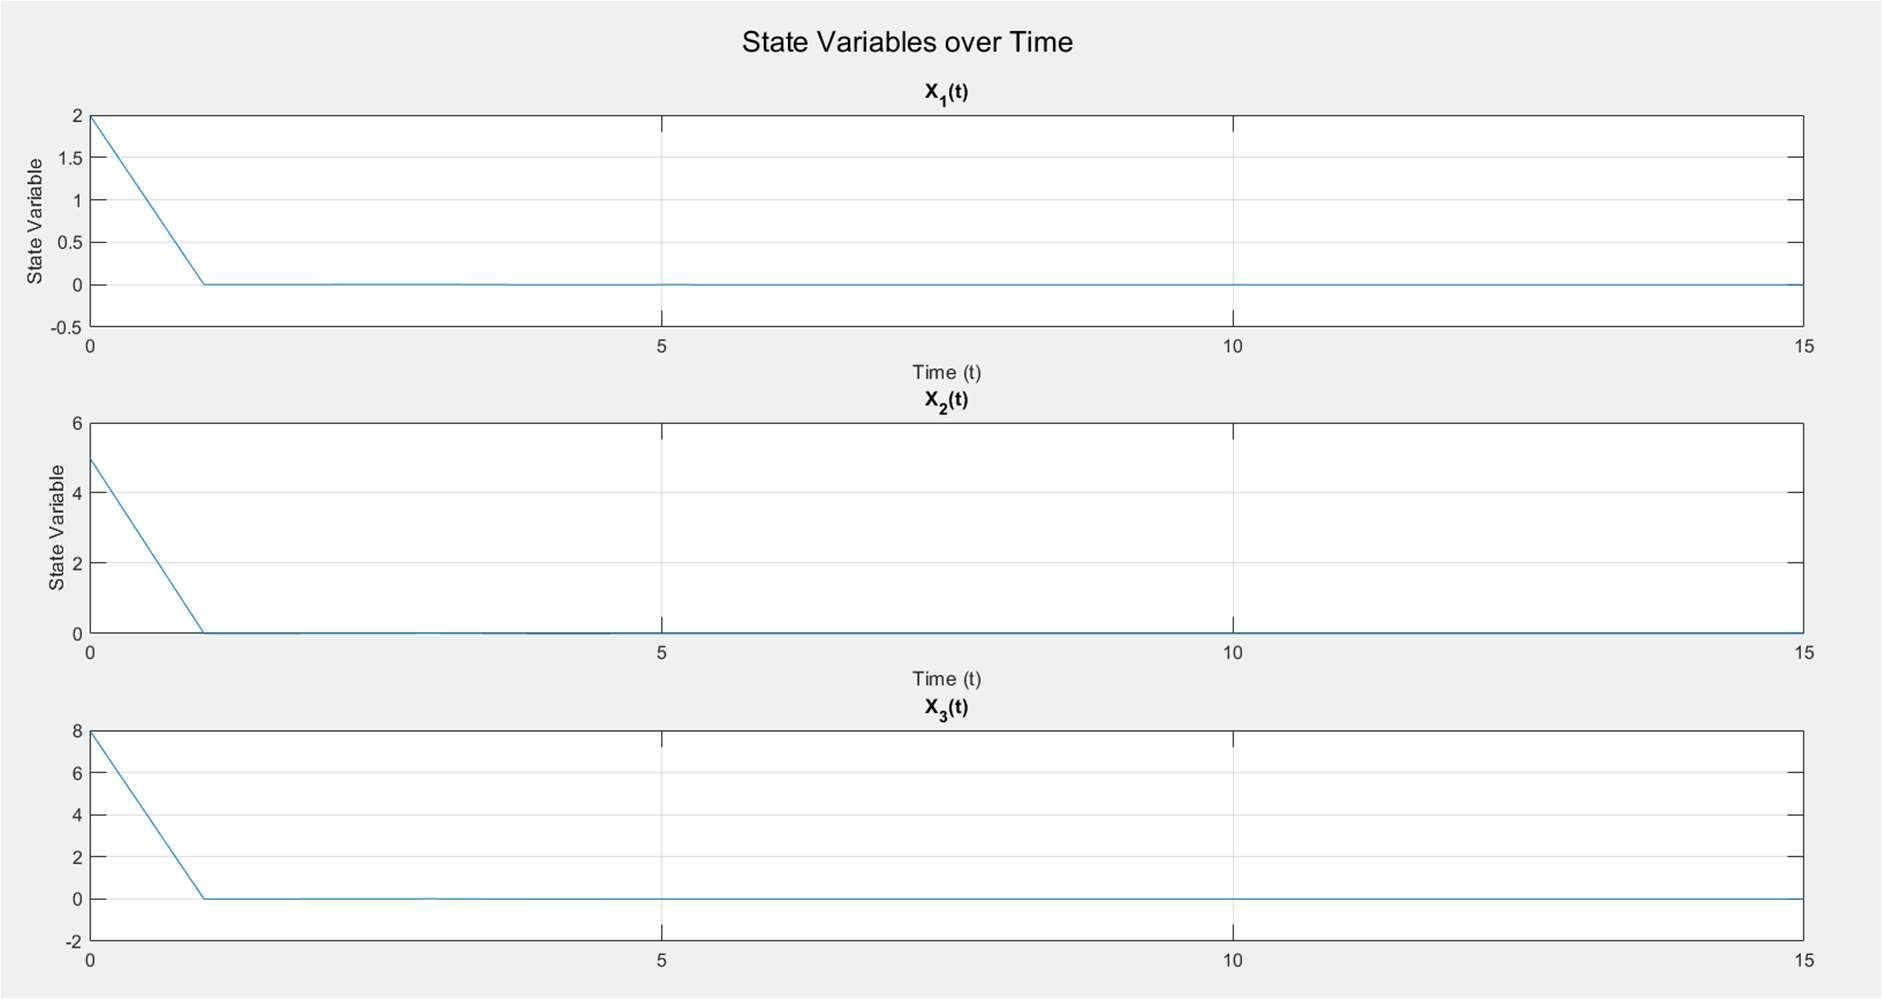 State Variables over Time
X1(t)
State Variable
2
1.5
1
0.5
0
-0.5
0 5 10 15
Time (t)
X2(t)
State Variable
6
4
2
0
0 5 10 15
Time (t)
X3(t)
8
6
4
2
0
-2
0 5 10 15